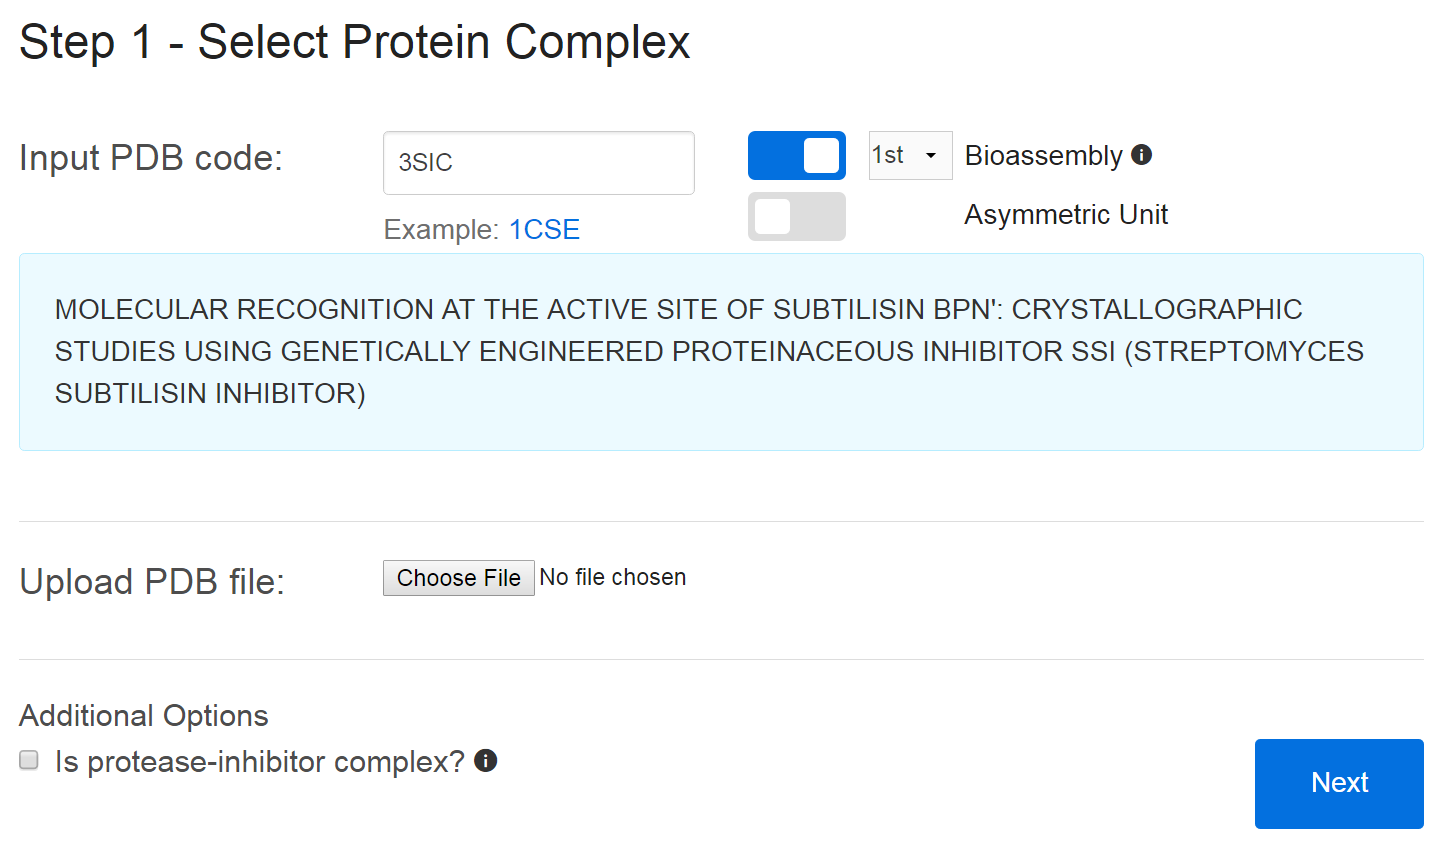 Step 1 - Select Protein Complex
Input PDB code:
3SIC
1st
Bioassembly
Asymmetric Unit
Example: 1CSE
MOLECULAR RECOGNITION AT THE ACTIVE SITE OF SUBTILISIN BPN': CRYSTALLOGRAPHIC
STUDIES USING GENETICALLY ENGINEERED PROTEINACEOUS INHIBITOR SSI (STREPTOMYCES
SUBTILISIN INHIBITOR)
Upload PDB file:
Choose File No file chosen
Additional Options
Is protease-inhibitor complex?
Next